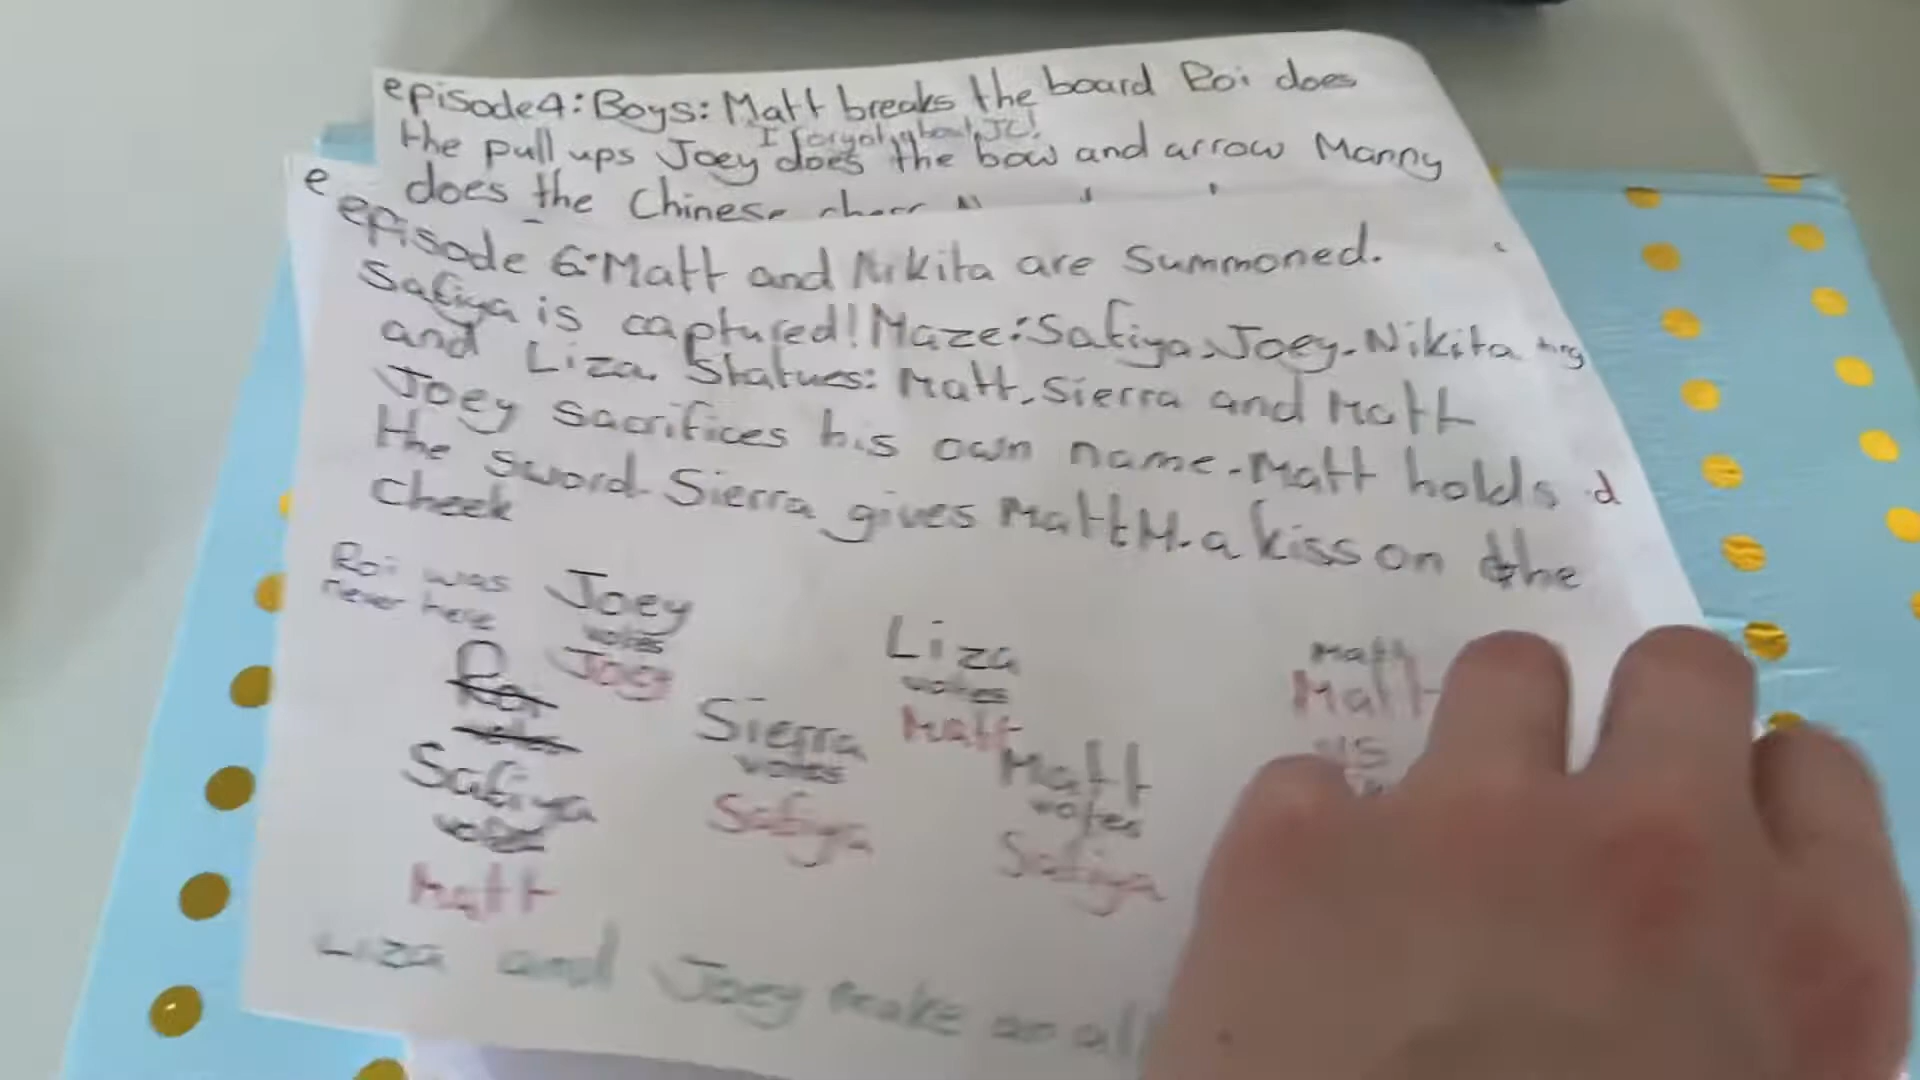 episode4: Boys: Matt breaks the board Roi does
I forgot about JC!
the pull ups Joey does the bow and arrow Manny
does the Chinese
e
episode 6: Matt and Nikita are summoned.
Safiya is captured! Maze: Safiya, Joey. Nikita
and Liza. Statues: Matt, Sierra and Matt
Joey sacrifices his own name. Matt holds d
the sword. Sierra gives Matt M. a kiss on the
cheek
Roi was
never here
Joey
votes
Joey
Roi
votes
Safiya
votes
Matt
Sierra
votes
Safiya
Liza
votes
Matt
Matt
votes
Safiya
Matt
Matt
vs
Liza and Joey make an all